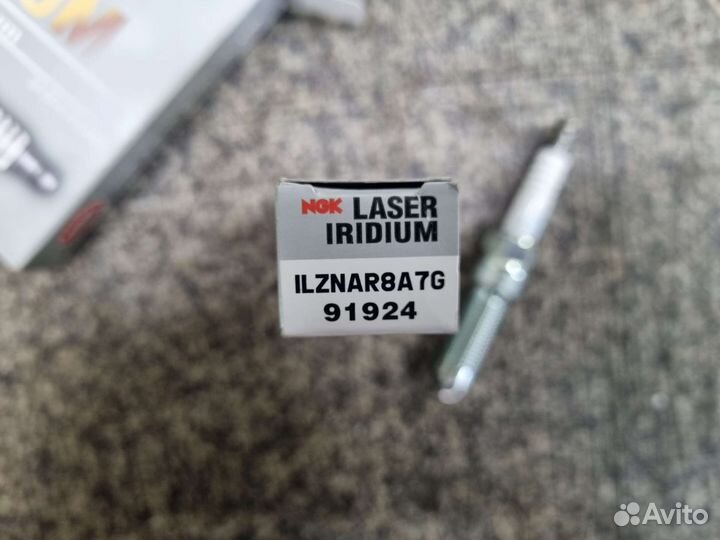 NGK LASER
IRIDIUM
ILZNAR8A7G
91924
Avito